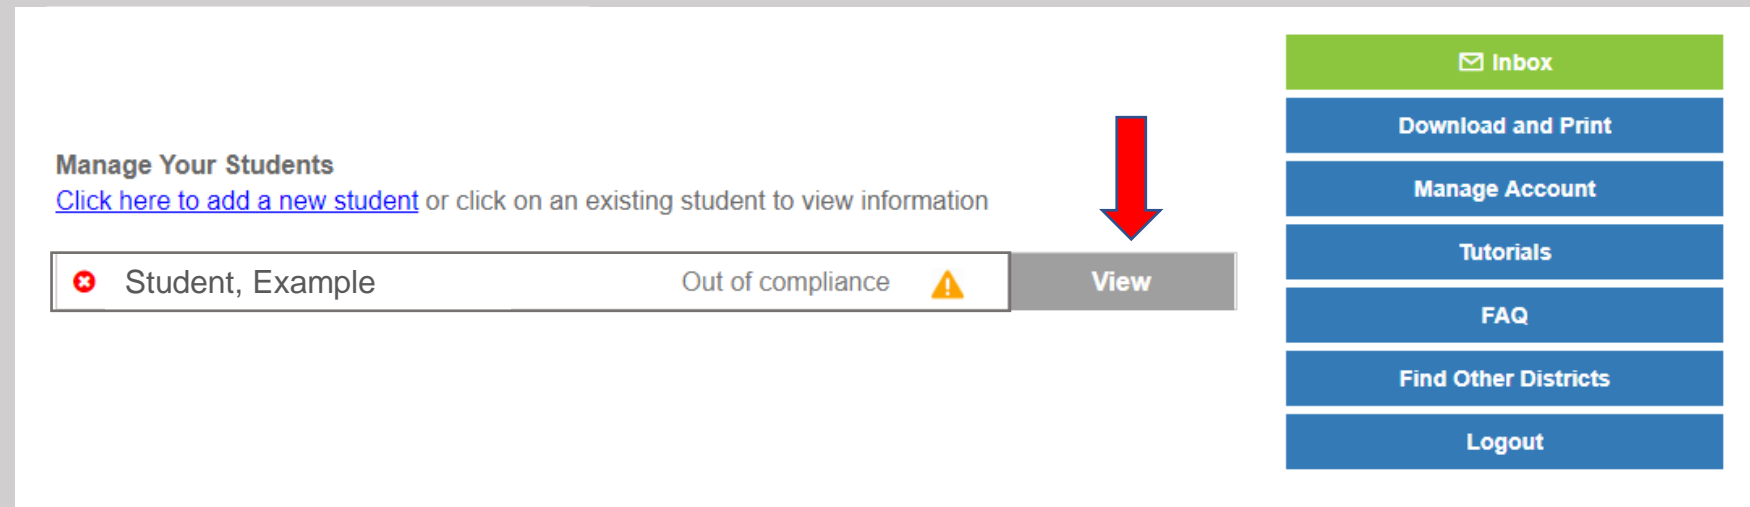 Manage Your Students
Click here to add a new student or click on an existing student to view information
Student, Example Out of compliance View
Inbox
Download and Print
Manage Account
Tutorials
FAQ
Find Other Districts
Logout